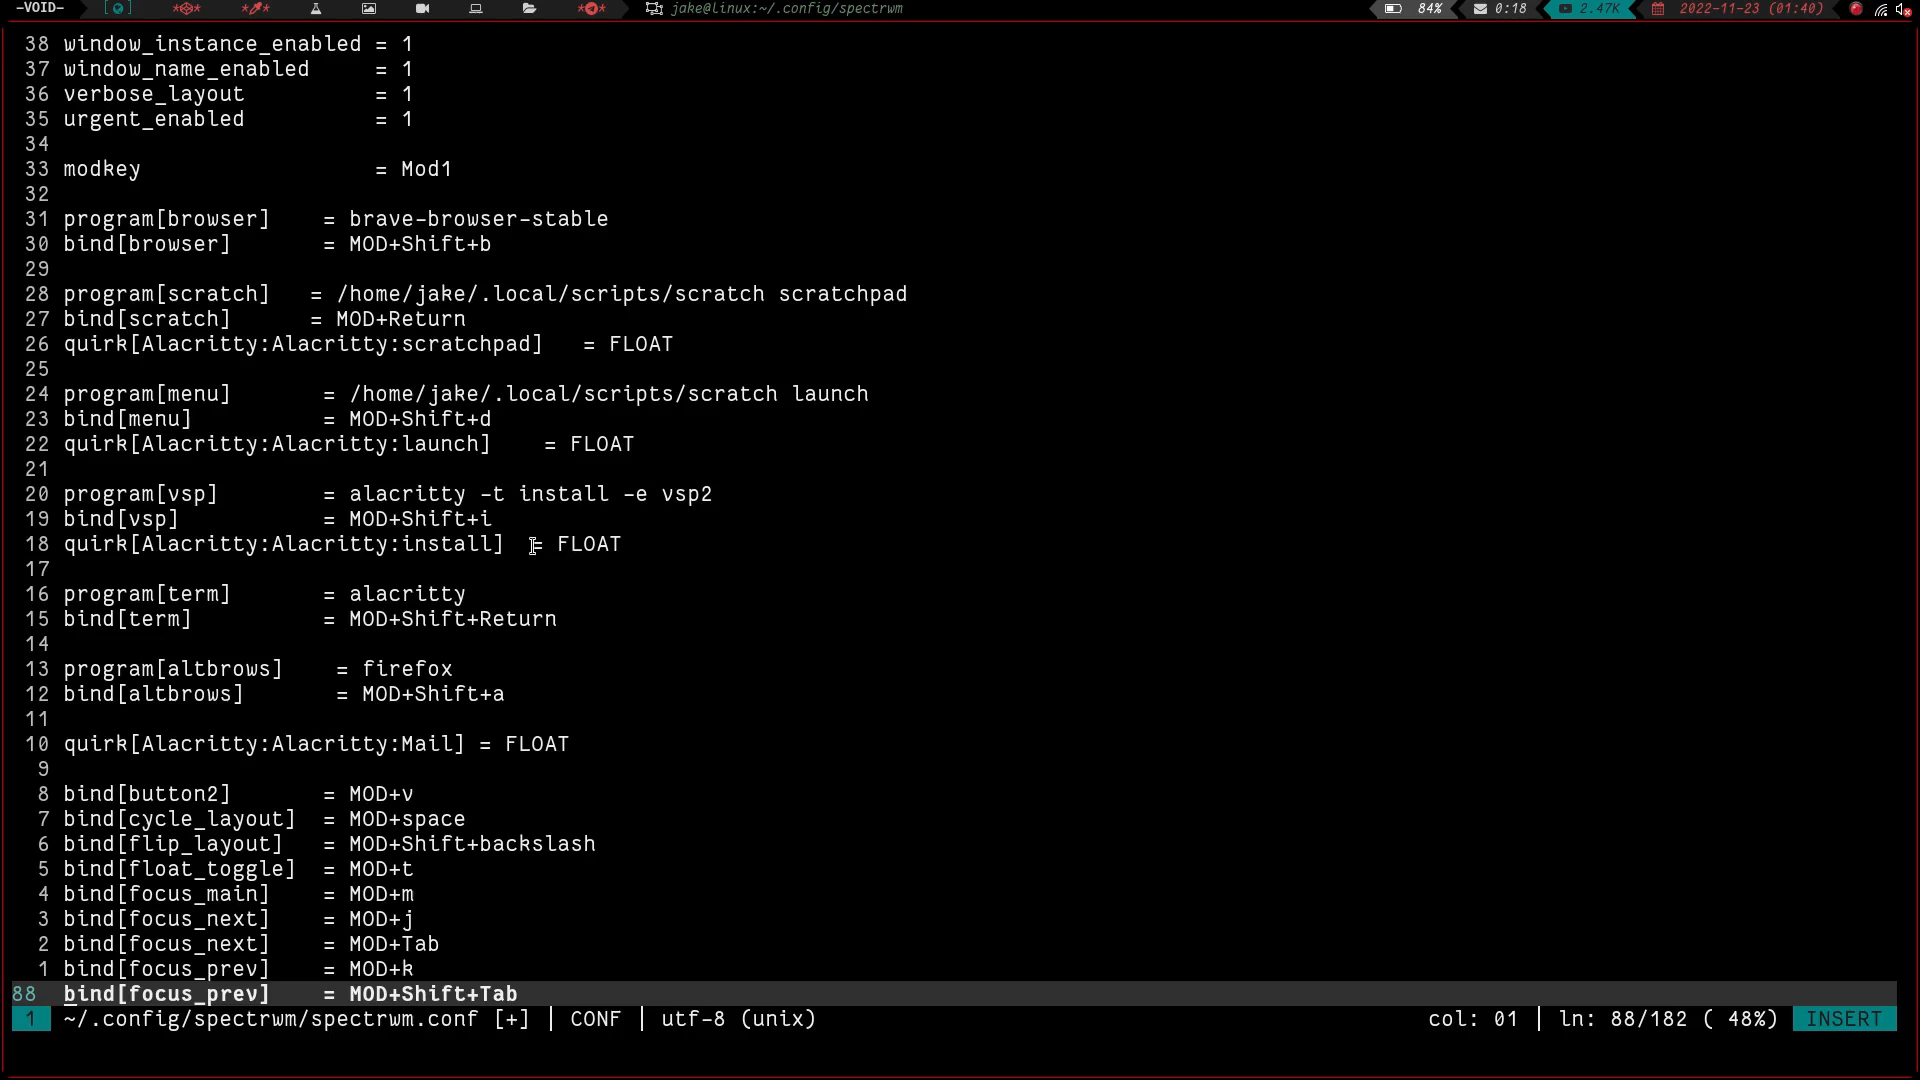 -VOID- [ ] * * * * * * jake@linux:~/.config/spectrwm 84% 0:18 2.47K 2022-11-23 (01:40)
38 window_instance_enabled = 1
37 window_name_enabled = 1
36 verbose_layout = 1
35 urgent_enabled = 1
34
33 modkey = Mod1
32
31 program[browser] = brave-browser-stable
30 bind[browser] = MOD+Shift+b
29
28 program[scratch] = /home/jake/.local/scripts/scratch scratchpad
27 bind[scratch] = MOD+Return
26 quirk[Alacritty:Alacritty:scratchpad] = FLOAT
25
24 program[menu] = /home/jake/.local/scripts/scratch launch
23 bind[menu] = MOD+Shift+d
22 quirk[Alacritty:Alacritty:launch] = FLOAT
21
20 program[vsp] = alacritty -t install -e vsp2
19 bind[vsp] = MOD+Shift+i
18 quirk[Alacritty:Alacritty:install] = FLOAT
17
16 program[term] = alacritty
15 bind[term] = MOD+Shift+Return
14
13 program[altbrows] = firefox
12 bind[altbrows] = MOD+Shift+a
11
10 quirk[Alacritty:Alacritty:Mail] = FLOAT
9
8 bind[button2] = MOD+v
7 bind[cycle_layout] = MOD+space
6 bind[flip_layout] = MOD+Shift+backslash
5 bind[float_toggle] = MOD+t
4 bind[focus_main] = MOD+m
3 bind[focus_next] = MOD+j
2 bind[focus_next] = MOD+Tab
1 bind[focus_prev] = MOD+k
88 bind[focus_prev] = MOD+Shift+Tab
1 ~/.config/spectrwm/spectrwm.conf [+] | CONF | utf-8 (unix) col: 01 | ln: 88/182 ( 48%) INSERT